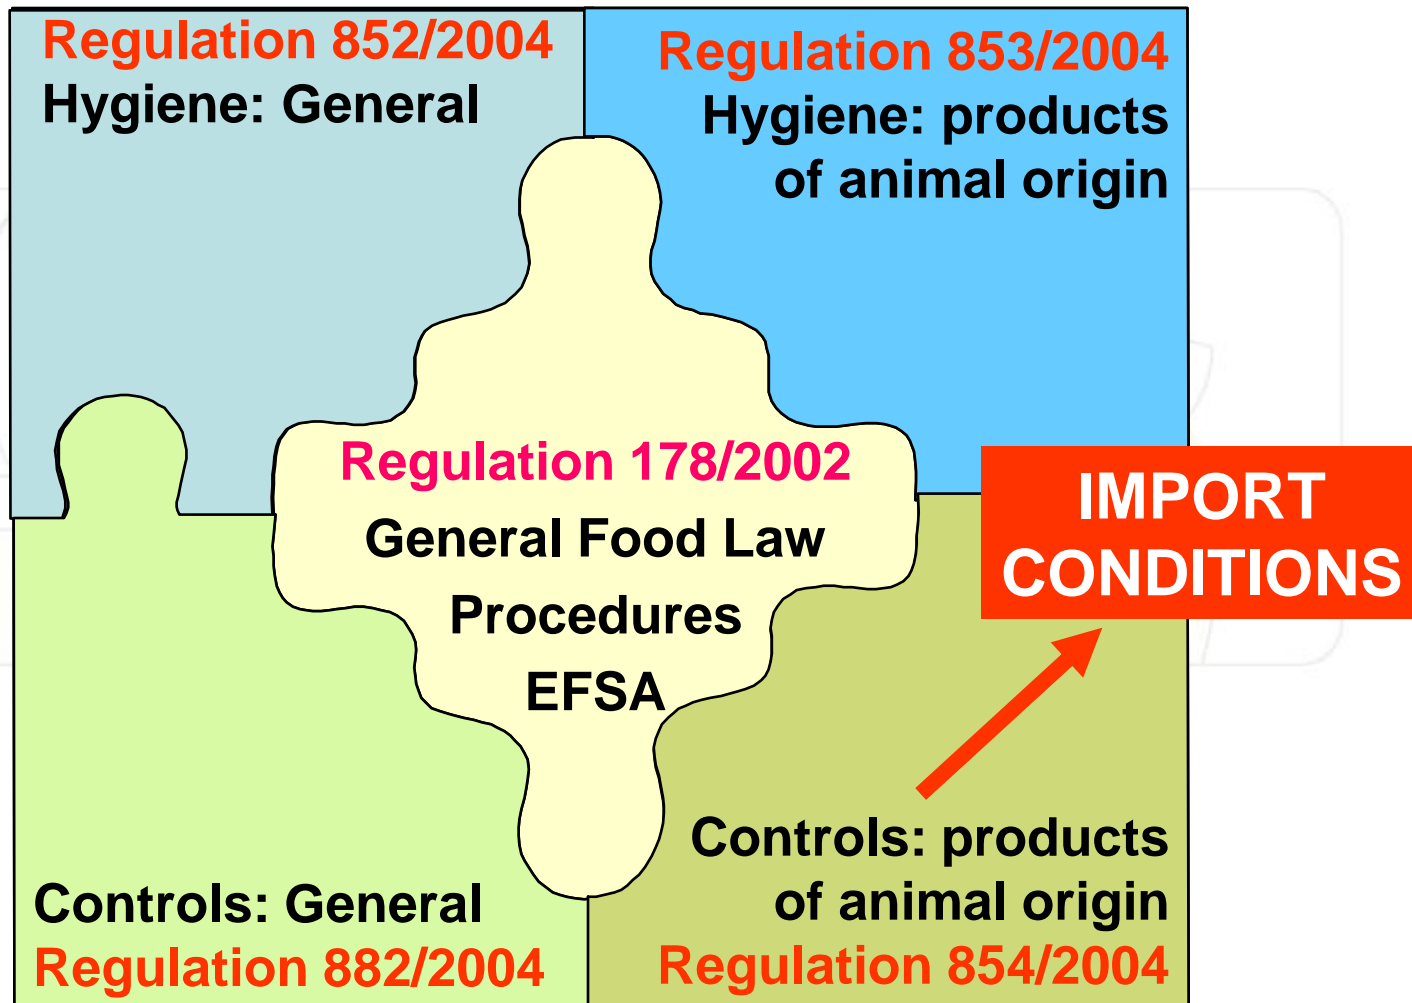 Regulation 852/2004
Hygiene: General
Regulation 853/2004
Hygiene: products
of animal origin
Regulation 178/2002
General Food Law
Procedures
EFSA
IMPORT
CONDITIONS
Controls: General
Regulation 882/2004
Controls: products
of animal origin
Regulation 854/2004